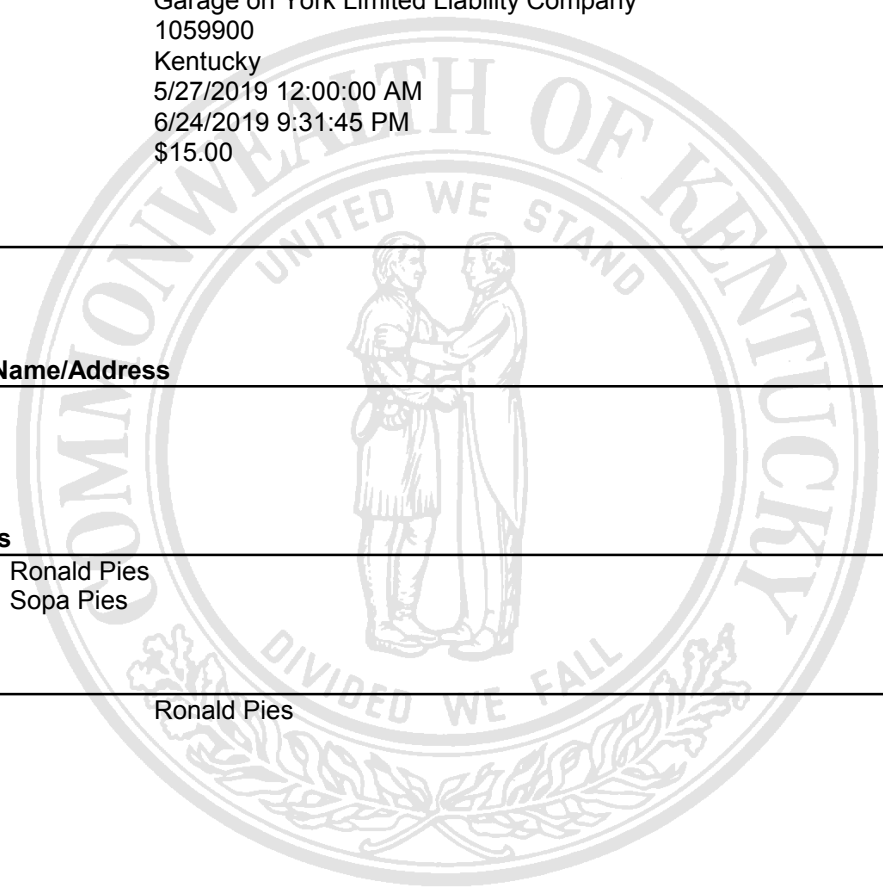 Garage on York Limited Liability Company
1059900
Kentucky
5/27/2019 12:00:00 AM
6/24/2019 9:31:45 PM
$15.00
COMMONWEALTH OF KENTUCKY
UNITED WE STAND
Name/Address
s
Ronald Pies
Sopa Pies
DIVIDED WE FALL
Ronald Pies